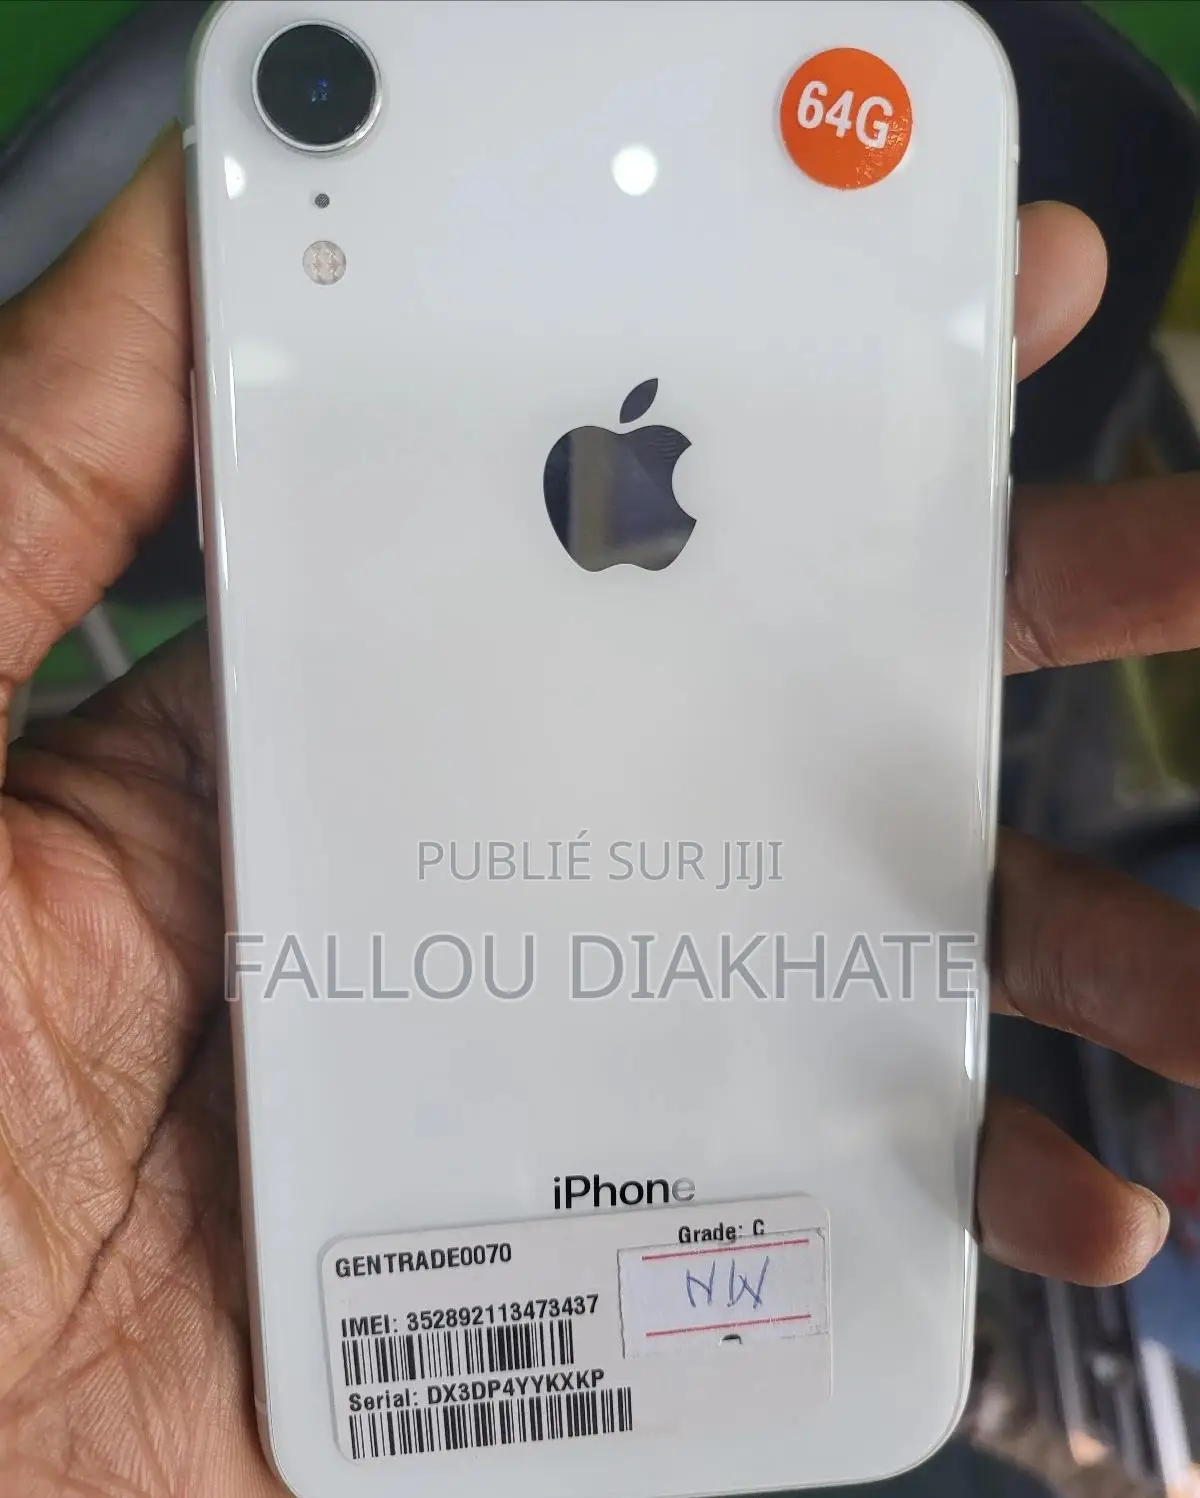 64G
PUBLIÉ SUR JIJI
FALLOU DIAKHATE
iPhone
Grade: C
GENTRADE0070
NW
IMEI: 352892113473437
Serial: DX3DP4YYKXKP